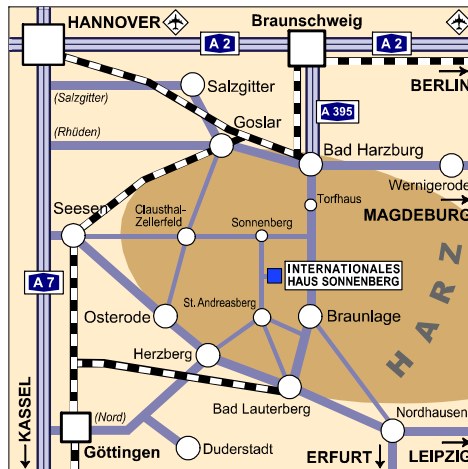 HANNOVER
Braunschweig
A 2
A 2
BERLIN
Salzgitter
(Salzgitter)
A 395
Goslar
(Rhüden)
Bad Harzburg
Wernigerode
Torfhaus
MAGDEBURG
Seesen
Clausthal-
Zellerfeld
Sonnenberg
INTERNATIONALES
HAUS SONNENBERG
A 7
HARZ
St. Andreasberg
Osterode
Braunlage
Herzberg
Bad Lauterberg
KASSEL
(Nord)
Nordhausen
Göttingen
Duderstadt
ERFURT
LEIPZIG